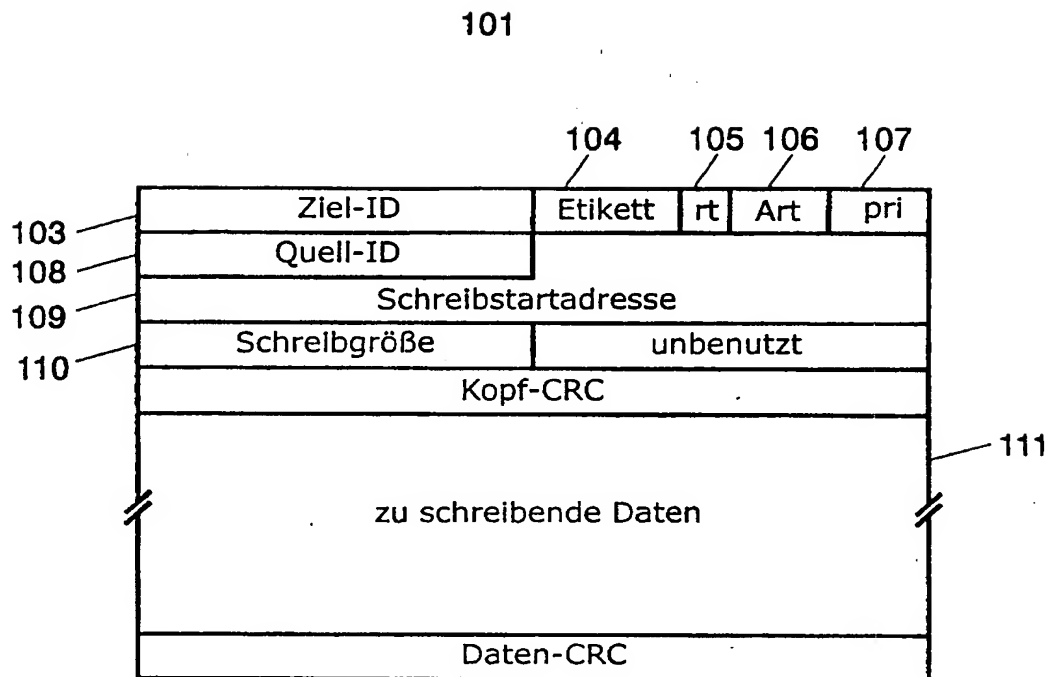 101
104 105 106 107
103 Ziel-ID Etikett rt Art pri
108 Quell-ID
109 Schreibstartadresse
110 Schreibgröße unbenutzt
Kopf-CRC
111
zu schreibende Daten
Daten-CRC